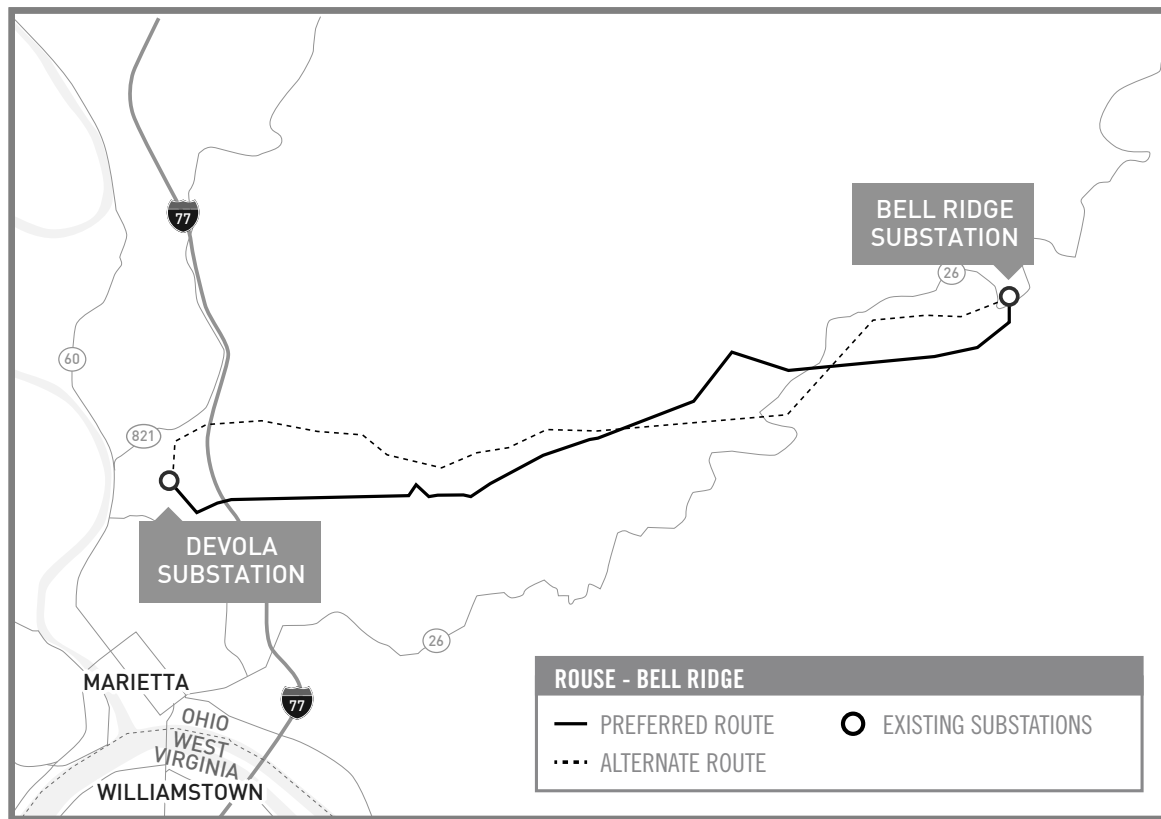 77
BELL RIDGE
SUBSTATION
26
60
821
DEVOLA
SUBSTATION
26
MARIETTA
77
OHIO
WEST
VIRGINIA
WILLIAMSTOWN
ROUSE - BELL RIDGE
PREFERRED ROUTE
EXISTING SUBSTATIONS
ALTERNATE ROUTE